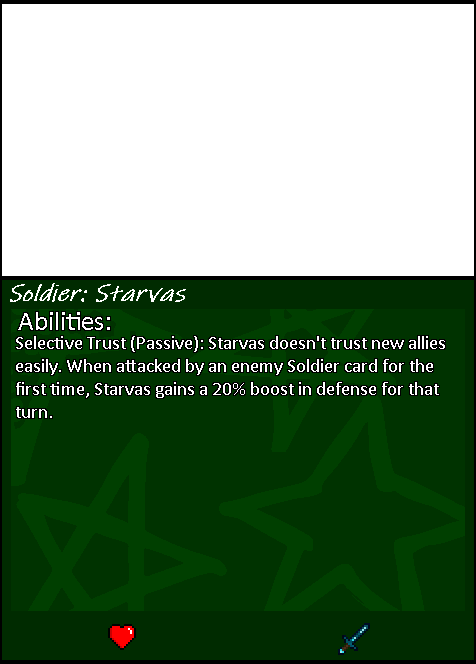 Soldier: Starvas
Abilities:
Selective Trust (Passive): Starvas doesn't trust new allies
easily. When attacked by an enemy Soldier card for the
first time, Starvas gains a 20% boost in defense for that
turn.